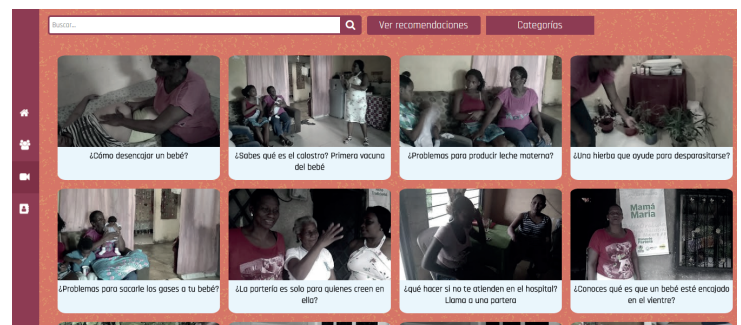 Buscar...
Ver recomendaciones
Categorías
¿Cómo desencajar un bebé?
¿Sabes qué es el calostro? Primera vacuna
del bebé
¿Problemas para producir leche materna?
¿Una hierba que ayude para desparasitarse?
¿Problemas para sacarle los gases a tu bebé?
¿La partería es solo para quienes creen en
ella?
¿qué hacer si no te atienden en el hospital?
Llama a una partera
Mamá
María
¿Conoces qué es que un bebé esté encajado
en el vientre?